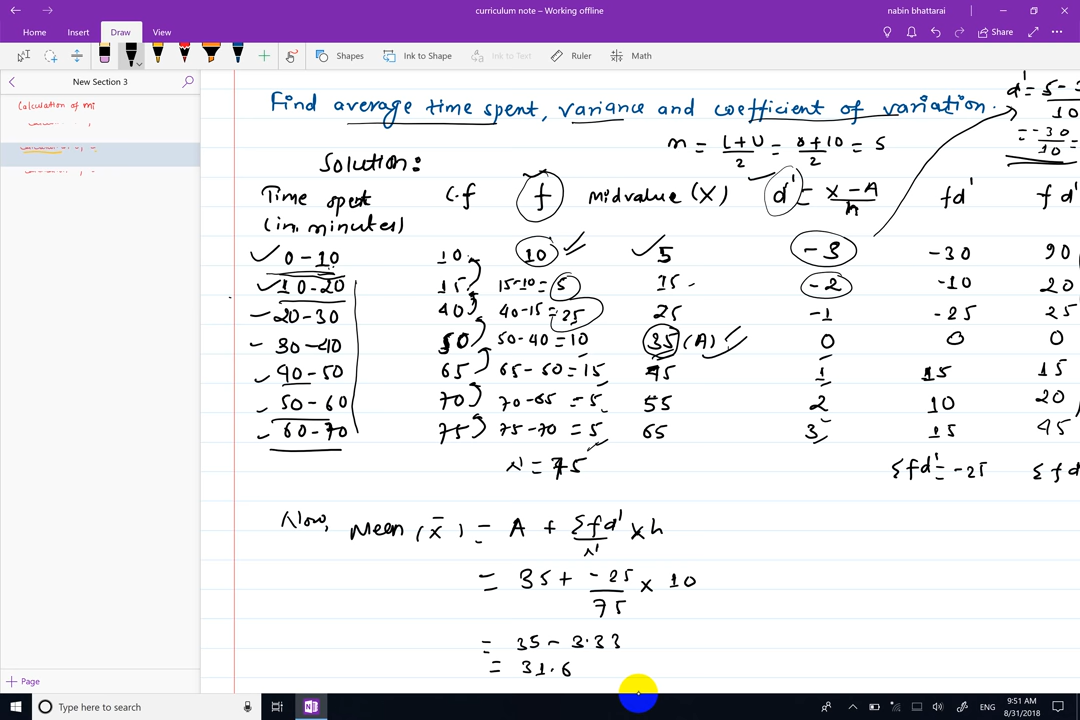 curriculum note – Working offline
nabin bhattarai
Home Insert Draw View
Share
Shapes Ink to Shape Ink to Text Ruler Math
New Section 3
Calculation of mi
Find average time spent, variance and coefficient of variation.
d' = 5-3
10
= -30
10 =
m = L+U/2 = 0+10/2 = 5
Solution:
Time spent (in minutes) C.f f midvalue (X) d' = X-A/h fd' fd'
0-10 10 10 5 -3 -30 90
10-20 15 15-10=5 15 -2 -10 20
20-30 40 40-15=25 25 -1 -25 25
30-40 50 50-40=10 35(A) 0 0 0
40-50 65 65-50=15 45 1 15 15
50-60 70 70-65=5 55 2 10 20
60-70 75 75-70=5 65 3 15 45
N=75 Σfd'=-25 Σfd
Now, Mean (x̄) = A + Σfd'/N × h
= 35 + -25/75 × 10
= 35 - 3.33
= 31.6
Page
Type here to search
ENG
9:51 AM
8/31/2018